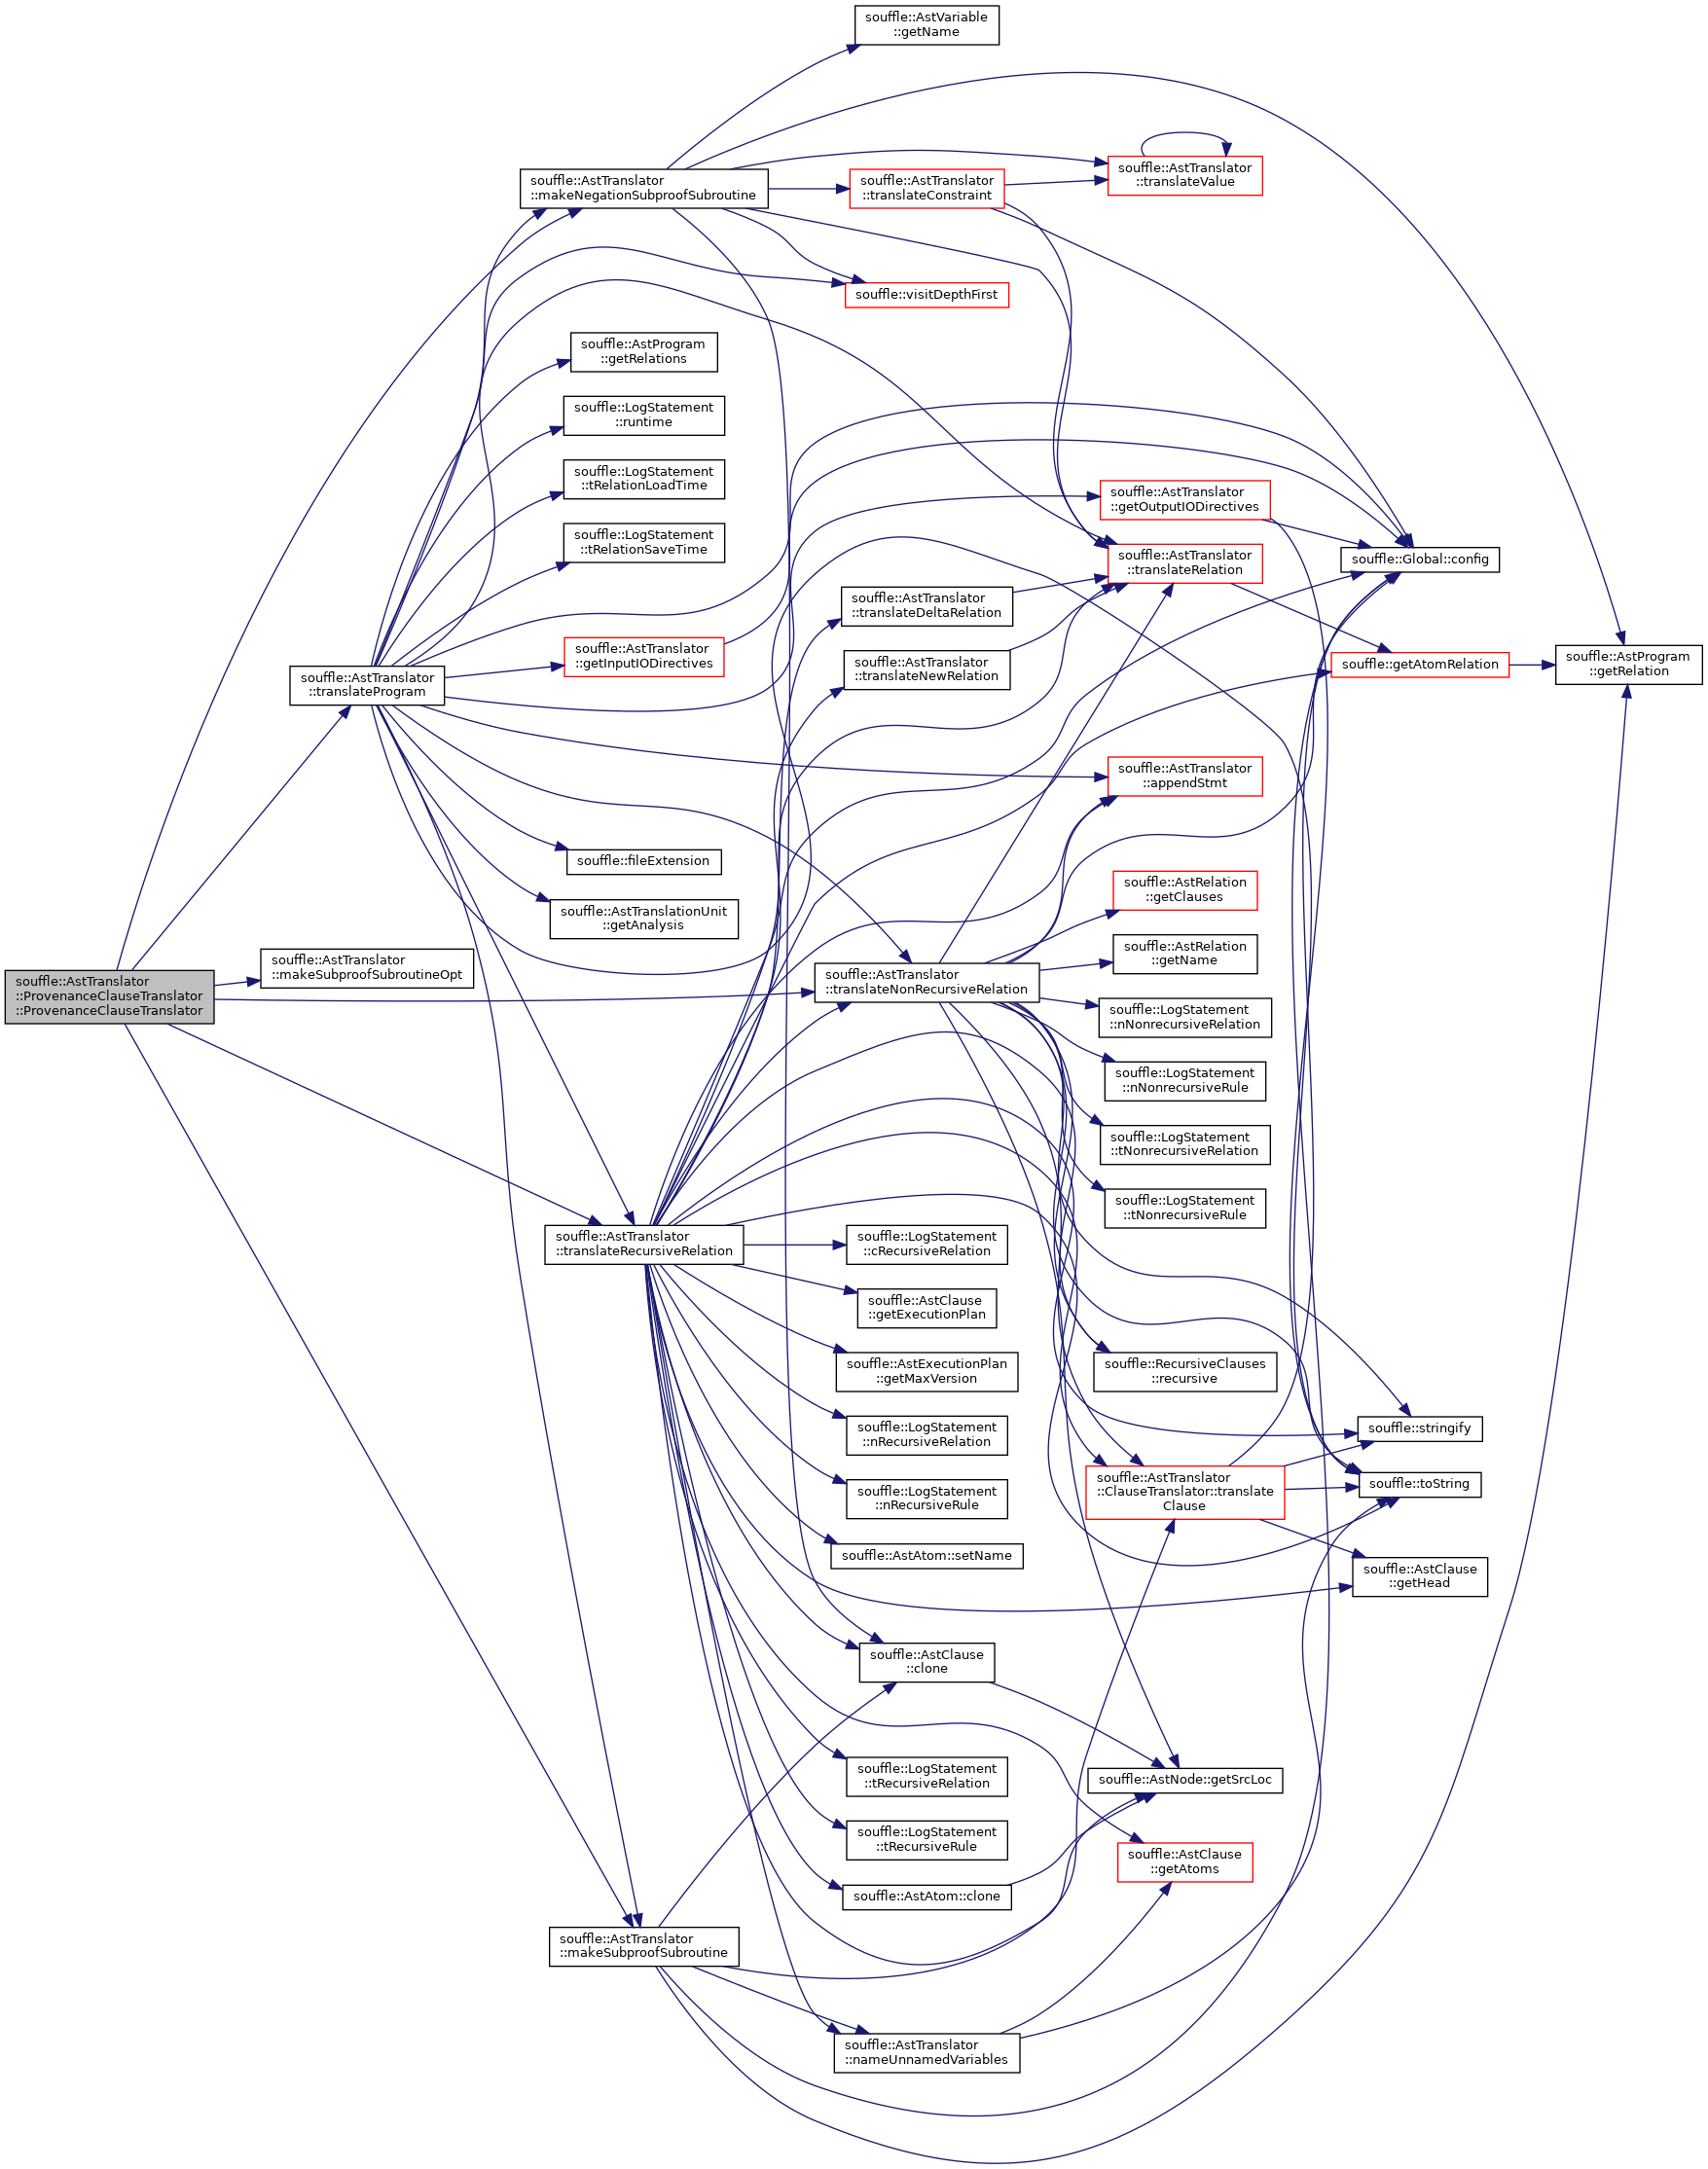 souffle::AstVariable
::getName
souffle::AstTranslator
::makeNegationSubproofSubroutine
souffle::AstTranslator
::translateConstraint
souffle::AstTranslator
::translateValue
souffle::visitDepthFirst
souffle::AstProgram
::getRelations
souffle::LogStatement
::runtime
souffle::LogStatement
::tRelationLoadTime
souffle::LogStatement
::tRelationSaveTime
souffle::AstTranslator
::getOutputIODirectives
souffle::AstTranslator
::translateRelation
souffle::Global::config
souffle::AstTranslator
::translateDeltaRelation
souffle::AstTranslator
::getInputIODirectives
souffle::AstTranslator
::translateNewRelation
souffle::getAtomRelation
souffle::AstProgram
::getRelation
souffle::AstTranslator
::translateProgram
souffle::AstTranslator
::appendStmt
souffle::fileExtension
souffle::AstRelation
::getClauses
souffle::AstTranslationUnit
::getAnalysis
souffle::AstRelation
::getName
souffle::AstTranslator
::makeSubproofSubroutineOpt
souffle::AstTranslator
::ProvenanceClauseTranslator
::ProvenanceClauseTranslator
souffle::AstTranslator
::translateNonRecursiveRelation
souffle::LogStatement
::nNonrecursiveRelation
souffle::LogStatement
::nNonrecursiveRule
souffle::LogStatement
::tNonrecursiveRelation
souffle::LogStatement
::tNonrecursiveRule
souffle::AstTranslator
::translateRecursiveRelation
souffle::LogStatement
::cRecursiveRelation
souffle::AstClause
::getExecutionPlan
souffle::AstExecutionPlan
::getMaxVersion
souffle::RecursiveClauses
::recursive
souffle::LogStatement
::nRecursiveRelation
souffle::stringify
souffle::LogStatement
::nRecursiveRule
souffle::AstTranslator
::ClauseTranslator::translate
Clause
souffle::toString
souffle::AstAtom::setName
souffle::AstClause
::getHead
souffle::AstClause
::clone
souffle::LogStatement
::tRecursiveRelation
souffle::AstNode::getSrcLoc
souffle::LogStatement
::tRecursiveRule
souffle::AstClause
::getAtoms
souffle::AstAtom::clone
souffle::AstTranslator
::makeSubproofSubroutine
souffle::AstTranslator
::nameUnnamedVariables